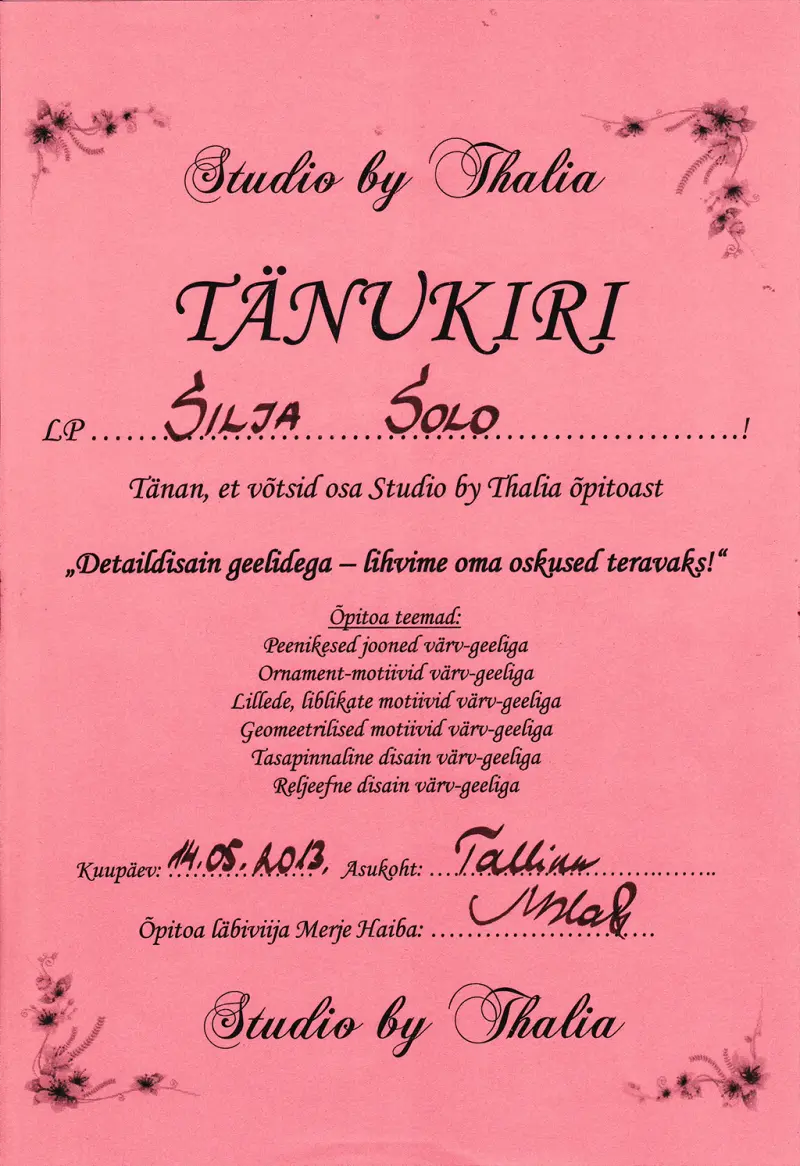 Studio by Thalia
TÄNUKIRI
LP ..... SILJA SOLO .....!
Tänan, et võtsid osa Studio by Thalia õpitoast
„Detaildisain geelidega – lihvime oma oskused teravaks!“
Õpitoa teemad:
Peenikesed jooned värv-geeliga
Ornament-motiivid värv-geeliga
Lillede, liblikate motiivid värv-geeliga
Geomeetrilised motiivid värv-geeliga
Tasapinnaline disain värv-geeliga
Reljeefne disain värv-geeliga
Kuupäev: 14.05.2013. Asukoht: Tallinn
Õpitoa läbiviija Merje Haiba:
Studio by Thalia